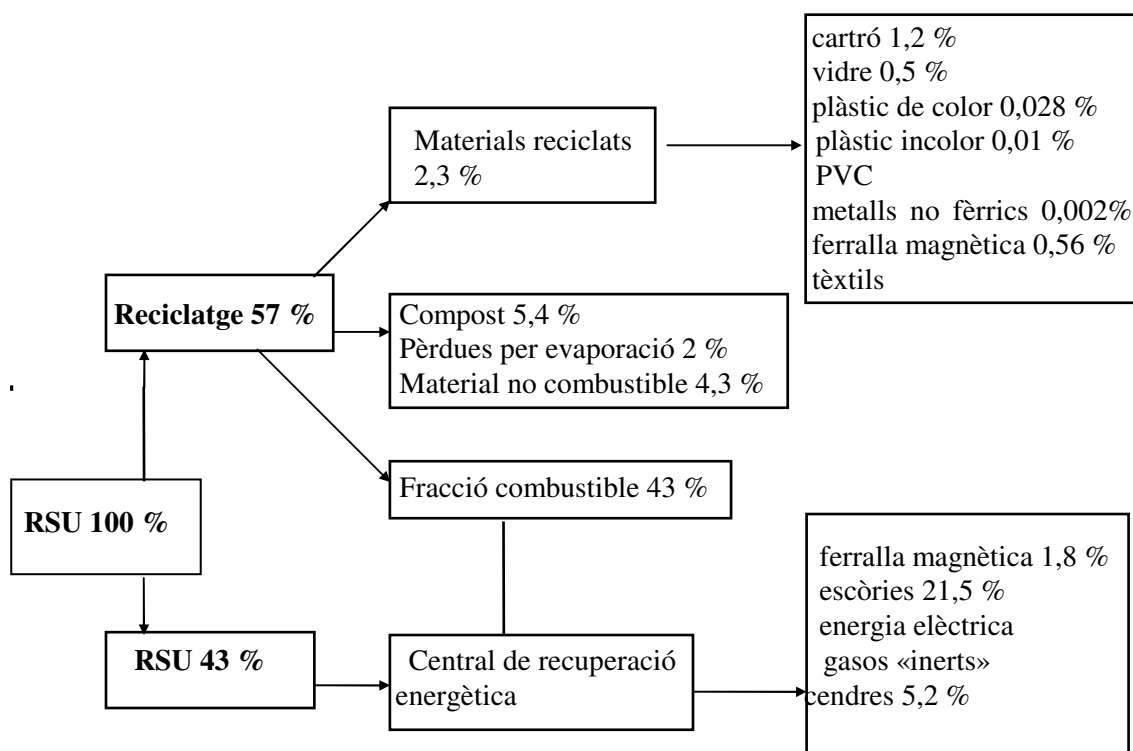 cartró 1,2 %
vidre 0,5 %
plàstic de color 0,028 %
plàstic incolor 0,01 %
PVC
metalls no fèrrics 0,002%
ferralla magnètica 0,56 %
tèxtils
Materials reciclats
2,3 %
Reciclatge 57 %
Compost 5,4 %
Pèrdues per evaporació 2 %
Material no combustible 4,3 %
Fracció combustible 43 %
RSU 100 %
RSU 43 %
Central de recuperació
energètica
ferralla magnètica 1,8 %
escòries 21,5 %
energia elèctrica
gasos «inerts»
cendres 5,2 %